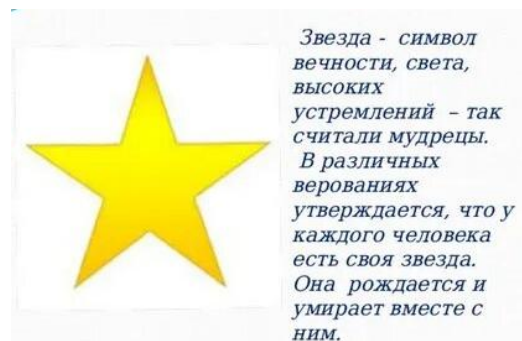 Звезда - символ
вечности, света,
высоких
устремлений – так
считали мудрецы.
В различных
верованиях
утверждается, что у
каждого человека
есть своя звезда.
Она рождается и
умирает вместе с
ним.